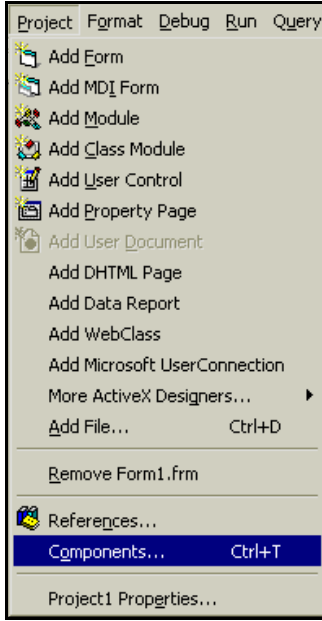 Project Format Debug Run Query
Add Form
Add MDI Form
Add Module
Add Class Module
Add User Control
Add Property Page
Add User Document
Add DHTML Page
Add Data Report
Add WebClass
Add Microsoft UserConnection
More ActiveX Designers...
Add File... Ctrl+D
Remove Form1.frm
References...
Components... Ctrl+T
Project1 Properties...